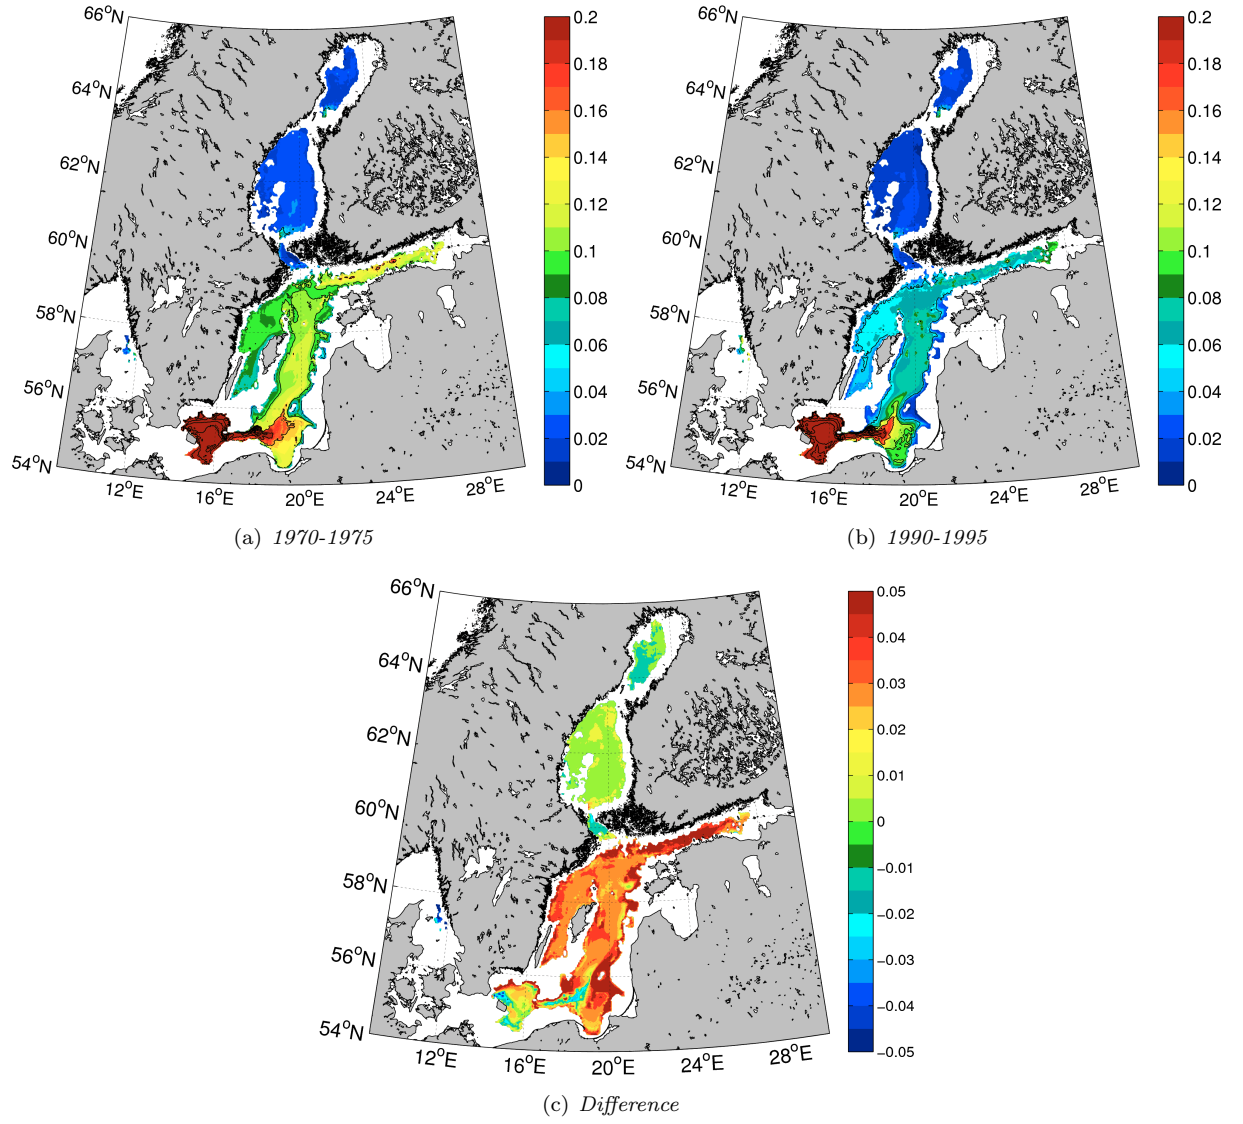 66°N
64°N
62°N
60°N
58°N
56°N
54°N
12°E
16°E
20°E
24°E
28°E
0.2
0.18
0.16
0.14
0.12
0.1
0.08
0.06
0.04
0.02
0
(a) 1970-1975
66°N
64°N
62°N
60°N
58°N
56°N
54°N
12°E
16°E
20°E
24°E
28°E
0.2
0.18
0.16
0.14
0.12
0.1
0.08
0.06
0.04
0.02
0
(b) 1990-1995
66°N
64°N
62°N
60°N
58°N
56°N
54°N
12°E
16°E
20°E
24°E
28°E
0.05
0.04
0.03
0.02
0.01
0
−0.01
−0.02
−0.03
−0.04
−0.05
(c) Difference